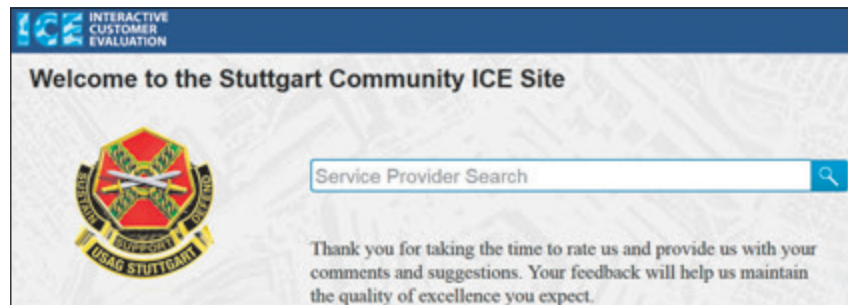 ICE INTERACTIVE
CUSTOMER
EVALUATION
Welcome to the Stuttgart Community ICE Site
Service Provider Search
SUSTAIN
SUPPORT
DEFEND
USAG STUTTGART
Thank you for taking the time to rate us and provide us with your
comments and suggestions. Your feedback will help us maintain
the quality of excellence you expect.